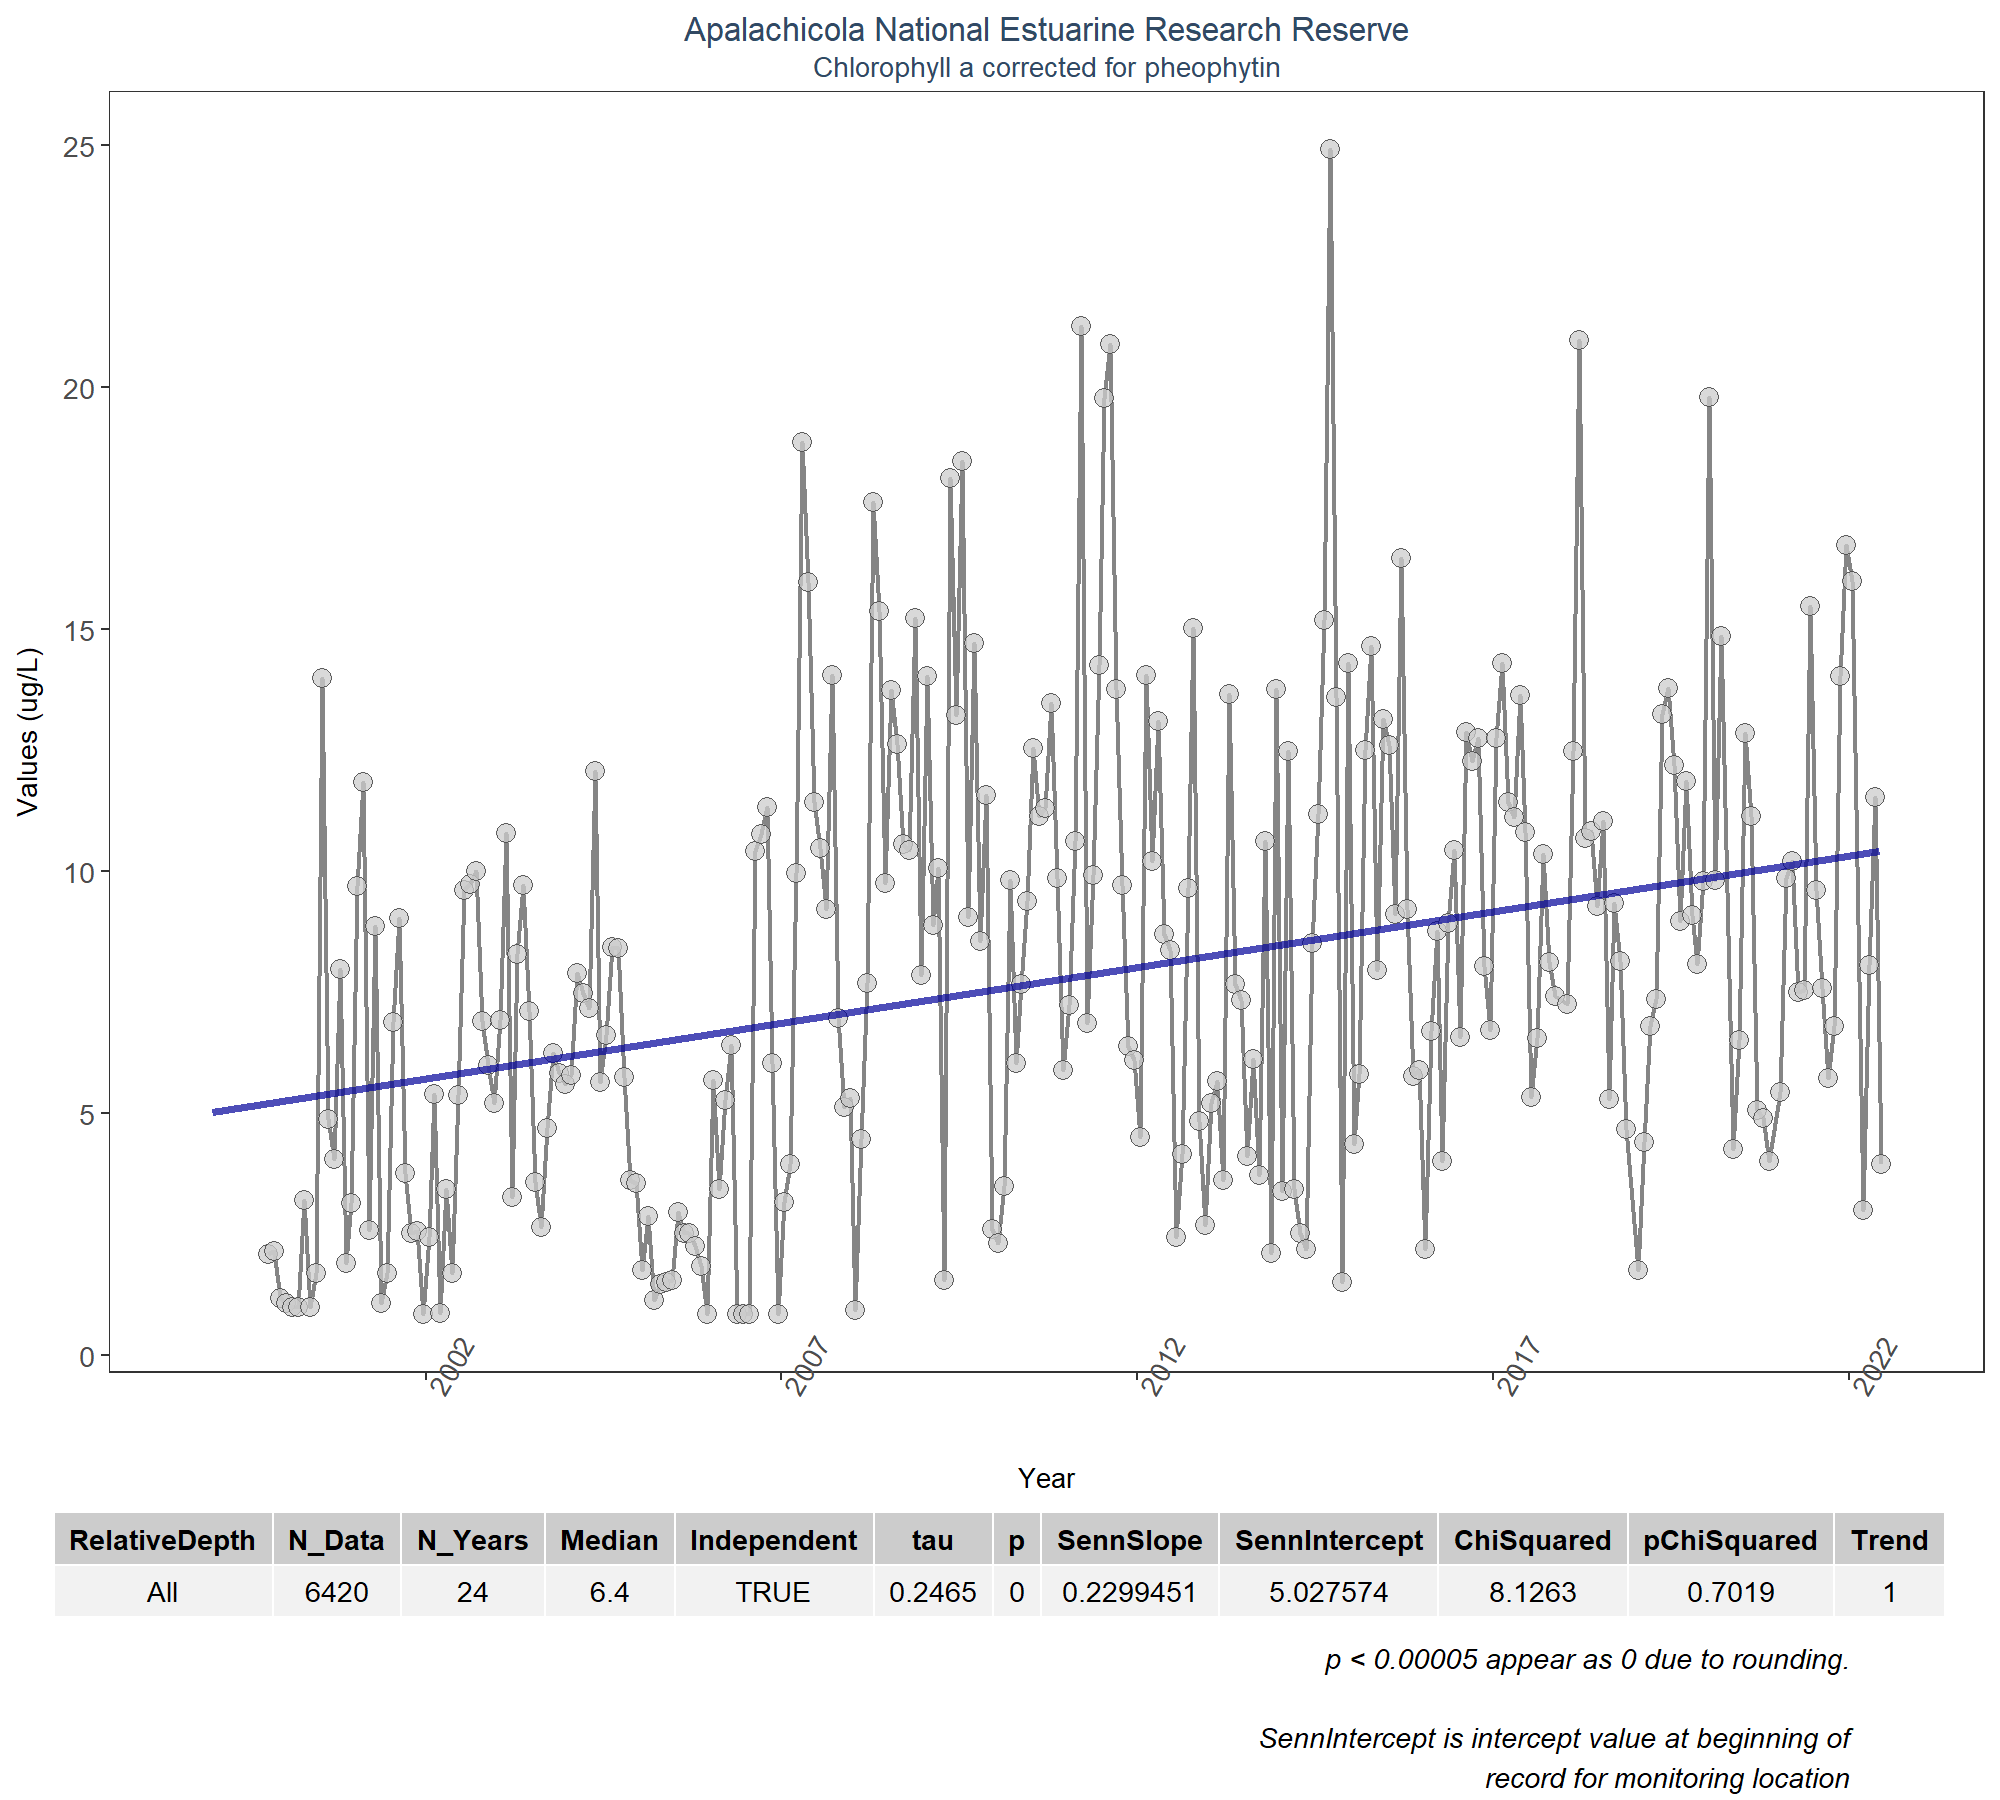 Apalachicola National Estuarine Research Reserve
Chlorophyll a corrected for pheophytin
25
20
15
10
5
0
Values (ug/L)
2002 2007 2012 2017 2022
Year
RelativeDepth N_Data N_Years Median Independent tau p SennSlope SennIntercept ChiSquared pChiSquared Trend
All 6420 24 6.4 TRUE 0.2465 0 0.2299451 5.027574 8.1263 0.7019 1
p < 0.00005 appear as 0 due to rounding.
SennIntercept is intercept value at beginning of
record for monitoring location